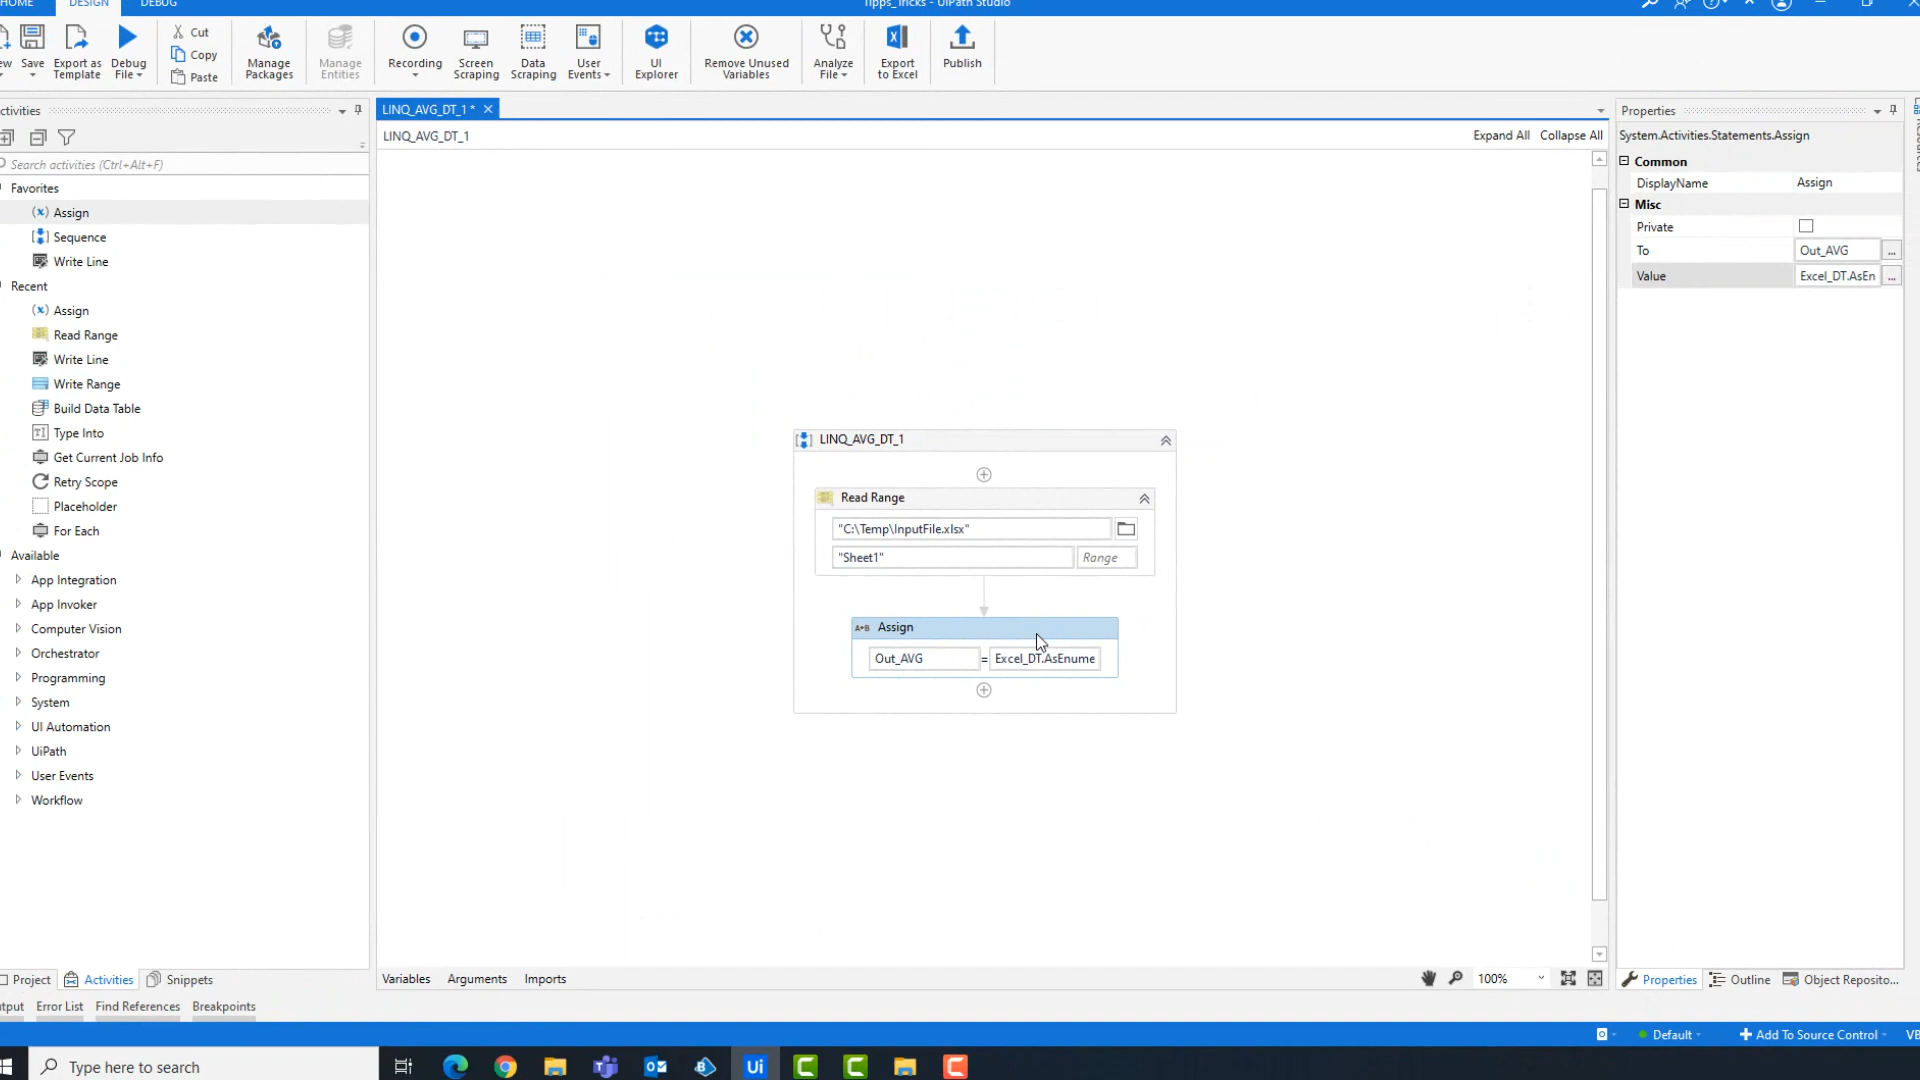 HOME DESIGN DEBUG
Tipps_Tricks - UiPath Studio
Save
Export as Template
Debug File
Cut
Copy
Paste
Manage Packages
Manage Entities
Recording
Screen Scraping
Data Scraping
User Events
UI Explorer
Remove Unused Variables
Analyze File
Export to Excel
Publish
ctivities
Search activities (Ctrl+Alt+F)
Favorites
Assign
Sequence
Write Line
Recent
Assign
Read Range
Write Line
Write Range
Build Data Table
Type Into
Get Current Job Info
Retry Scope
Placeholder
For Each
Available
App Integration
App Invoker
Computer Vision
Orchestrator
Programming
System
UI Automation
UiPath
User Events
Workflow
Project Activities Snippets
LINQ_AVG_DT_1 *
LINQ_AVG_DT_1
Expand All Collapse All
LINQ_AVG_DT_1
Read Range
"C:\Temp\InputFile.xlsx"
"Sheet1" Range
A+B Assign
Out_AVG = Excel_DT.AsEnume
Variables Arguments Imports
100%
Properties
System.Activities.Statements.Assign
Common
DisplayName Assign
Misc
Private
To Out_AVG ...
Value Excel_DT.AsEn ...
Properties Outline Object Reposito...
utput Error List Find References Breakpoints
Default Add To Source Control VB
Type here to search
Ui